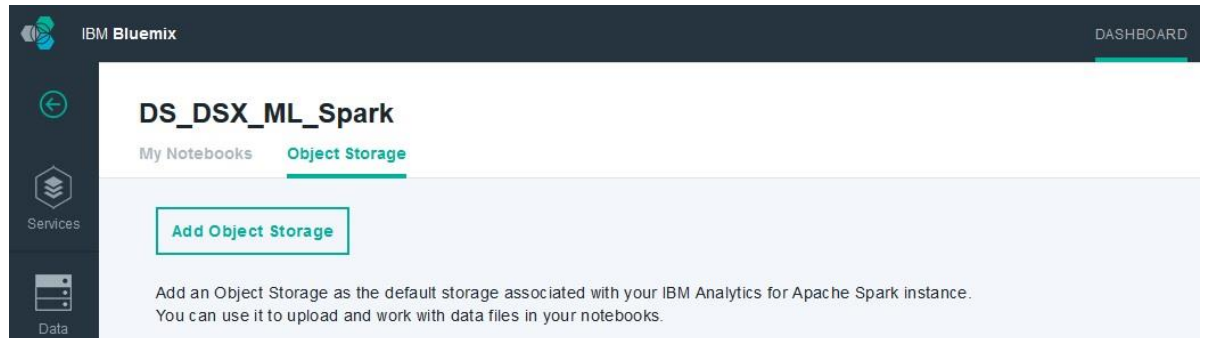 IBM Bluemix
DASHBOARD
DS_DSX_ML_Spark
My Notebooks Object Storage
Services
Add Object Storage
Add an Object Storage as the default storage associated with your IBM Analytics for Apache Spark instance.
You can use it to upload and work with data files in your notebooks.
Data